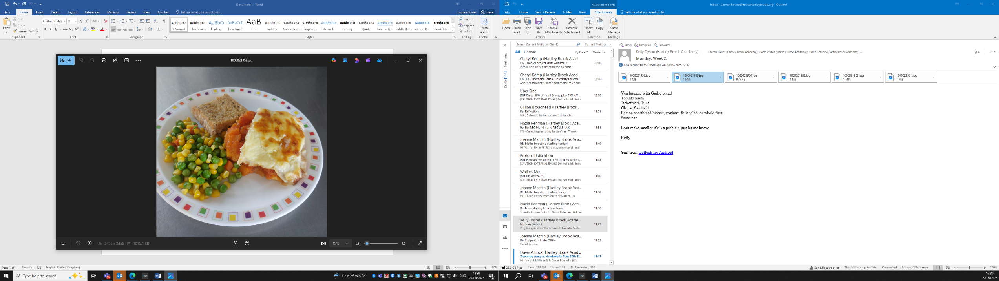 Document1 - Word
File Home Insert Design Layout References Mailings Review View Acrobat Tell me what you want to do...
Lauren Bower Share
Paste
Cut
Copy
Format Painter
Clipboard
Calibri (Body) 11
Font
Paragraph
AaBbCcDc AaBbCcDc AaBbCc AaBbCcD AaB AaBbCcD AaBbCcDc AaBbCcDc AaBbCcDc AaBbCcDc AaBbCcDc AaBbCcDc AaBbCcDc AaBbCcDc AaBbCcDc
¶ Normal ¶ No Spac... Heading 1 Heading 2 Title Subtitle Subtle Em... Emphasis Intense E... Strong Quote Intense Q... Subtle Ref... Intense Re... Book Title
Styles
Find
Replace
Select
Editing
Create a PDF
Adobe...
Edit
1000021959.jpg
3456 x 3456 1015.1 KB
19%
Page 1 of 1 5 words English (United Kingdom)
100%
Attachment Tools
Inbox - Lauren.Bower@astreahartleybrook.org - Outlook
File Home Send / Receive Folder View Attachments Tell me what you want to do...
Open
Quick Print
Send To
Save As
Save All Attachments
Remove Attachment
Select All
Copy
Show Message
Actions
Selection
Message
Sent Items
Drafts [144]
Search Current Mailbox (Ctrl+E) Current Mailbox
All Unread By Date Newest
Cheryl Kemp (Hartley Brook Acad...
Fw: Phonics project visits Autumn 2 12:06
Please add Beck's dates to the calendar.
Cheryl Kemp (Hartley Brook Acad...
Fw: [EXT]Sheffield Hallam University Educati... 12:06
Another student!! Please add to the calendar.
Uber One
[EXT]Enjoy 50% off fruit & veg, plus 25% off ... 12:00
[CAUTION EXTERNAL EMAIL] Do not click links
Gillian Broadhead (Hartley Brook ...
Re: Reflection 11:51
MA y5 should be in nurture this lunch...
Nazia Rehman (Hartley Brook Aca...
Re: Re: REC ML -N.K and REC LM - A.K 11:51
FYI - Called again today to confirm. Thank
Joanne Machin (Hartley Brook Aca...
RE: Maths boosting starting tonight 11:49
Hi Yes for LH in Y6 RS to stay every week and
Protocol Education
[EXT]How are we doing? Tell us in 30 second... 11:44
[CAUTION EXTERNAL EMAIL] Do not click links
Walker, Mia
[EXT]RE: Astrea PSL 11:40
[CAUTION EXTERNAL EMAIL] Do not click links
Joanne Machin (Hartley Brook Aca...
RE: Maths boosting starting tonight 11:38
Hi I have got permission for EM in Y6 LN
Nazia Rehman (Hartley Brook Aca...
Re: Leave during term time form 11:30
Thanks, I appreciate it. Nazia Rehman, Admin
Kelly Dyson (Hartley Brook Acade...
Monday. Week 2. 11:23
Veg lasagne with Garlic bread Tomato Pasta
Joanne Machin (Hartley Brook Aca...
Re: Support in Main Office 11:22
Yes of course.
Dawn Alcock (Hartley Brook Acad...
X country comp at Handsworth Tues 30th St... 11:17
Hi I've got Millie (Y6) & Oscar Forrest's (Y3)
Reply Reply All Forward
Kelly Dyson (Hartley Brook Academy) Lauren Bower (Hartley Brook Academy); Dawn Wilson (Hartley Brook Academy); Claire Costello (Hartley Brook Academy) 6 11:22
Monday. Week 2.
You replied to this message on 29/09/2025 12:32.
1000021957.jpg 1000021959.jpg 1000021960.jpg 1000021963.jpg 1000021958.jpg 1000021961.jpg
1 MB 1 MB 975 KB 1 MB 1 MB 1 MB
Veg lasagne with Garlic bread
Tomato Pasta
Jacket with Tuna
Cheese Sandwich
Lemon shortbread biscuit, yoghurt, fruit salad, or whole fruit
Salad bar.
I can make smaller if it's a problem just let me know.
Kelly
Sent from Outlook for Android
26.9 GB Free Items: 238,096 Unread: 16 Reminders: 152
Send/Receive error This folder is up to date. Connected to: Microsoft Exchange 100%
Type here to search
1 cm of rain Fri
ENG
12:39
29/09/2025
12:39
29/09/2025